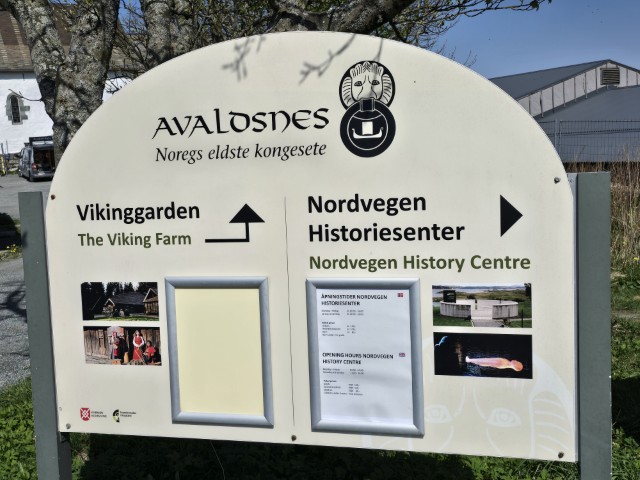 AVALDSNES
Noregs eldste kongesete
Vikinggarden
The Viking Farm
Nordvegen
Historiesenter
Nordvegen History Centre
ÅPNINGSTIDER NORDVEGEN
HISTORIESENTER
OPENING HOURS NORDVEGEN
HISTORY CENTRE